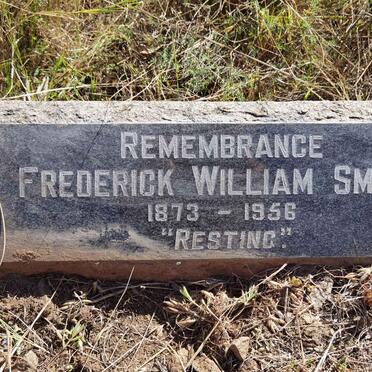 REMEMBRANCE
FREDERICK WILLIAM SM
1873 - 1956
"RESTING".